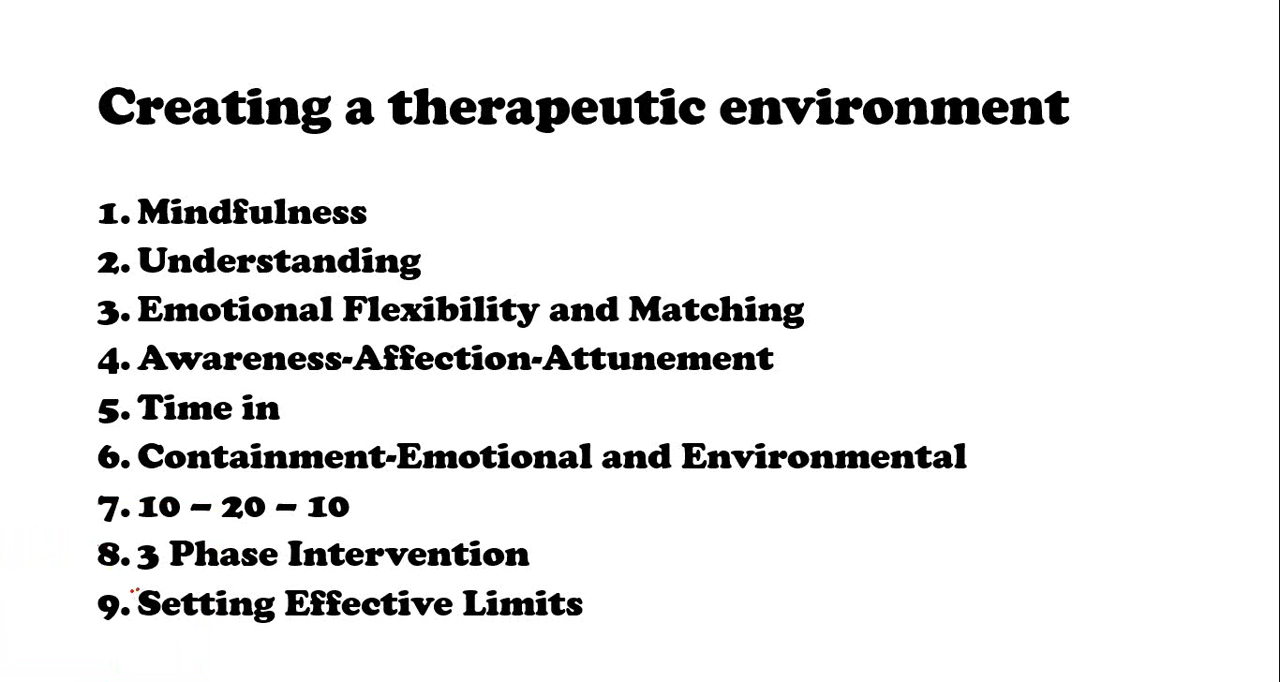 Creating a therapeutic environment
1. Mindfulness
2. Understanding
3. Emotional Flexibility and Matching
4. Awareness-Affection-Attunement
5. Time in
6. Containment-Emotional and Environmental
7. 10 – 20 – 10
8. 3 Phase Intervention
9. Setting Effective Limits